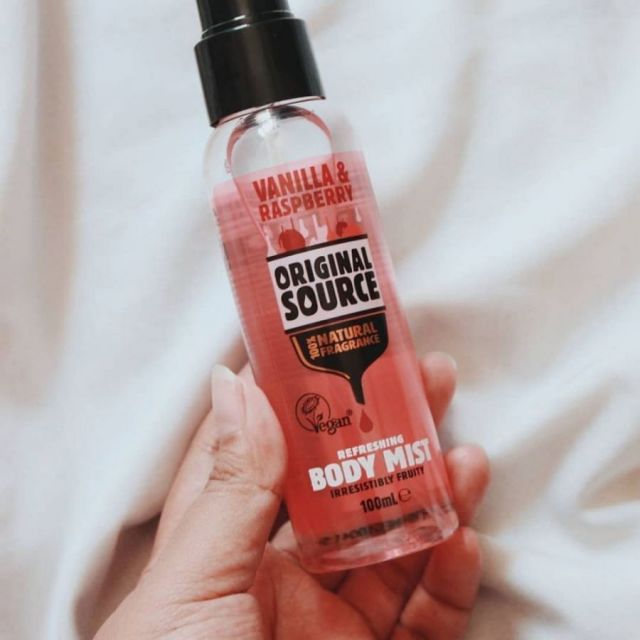 VANILLA &
RASPBERRY
ORIGINAL
SOURCE
100% NATURAL
FRAGRANCE
Vegan
REFRESHING
BODY MIST
IRRESISTIBLY FRUITY
100mL ℮